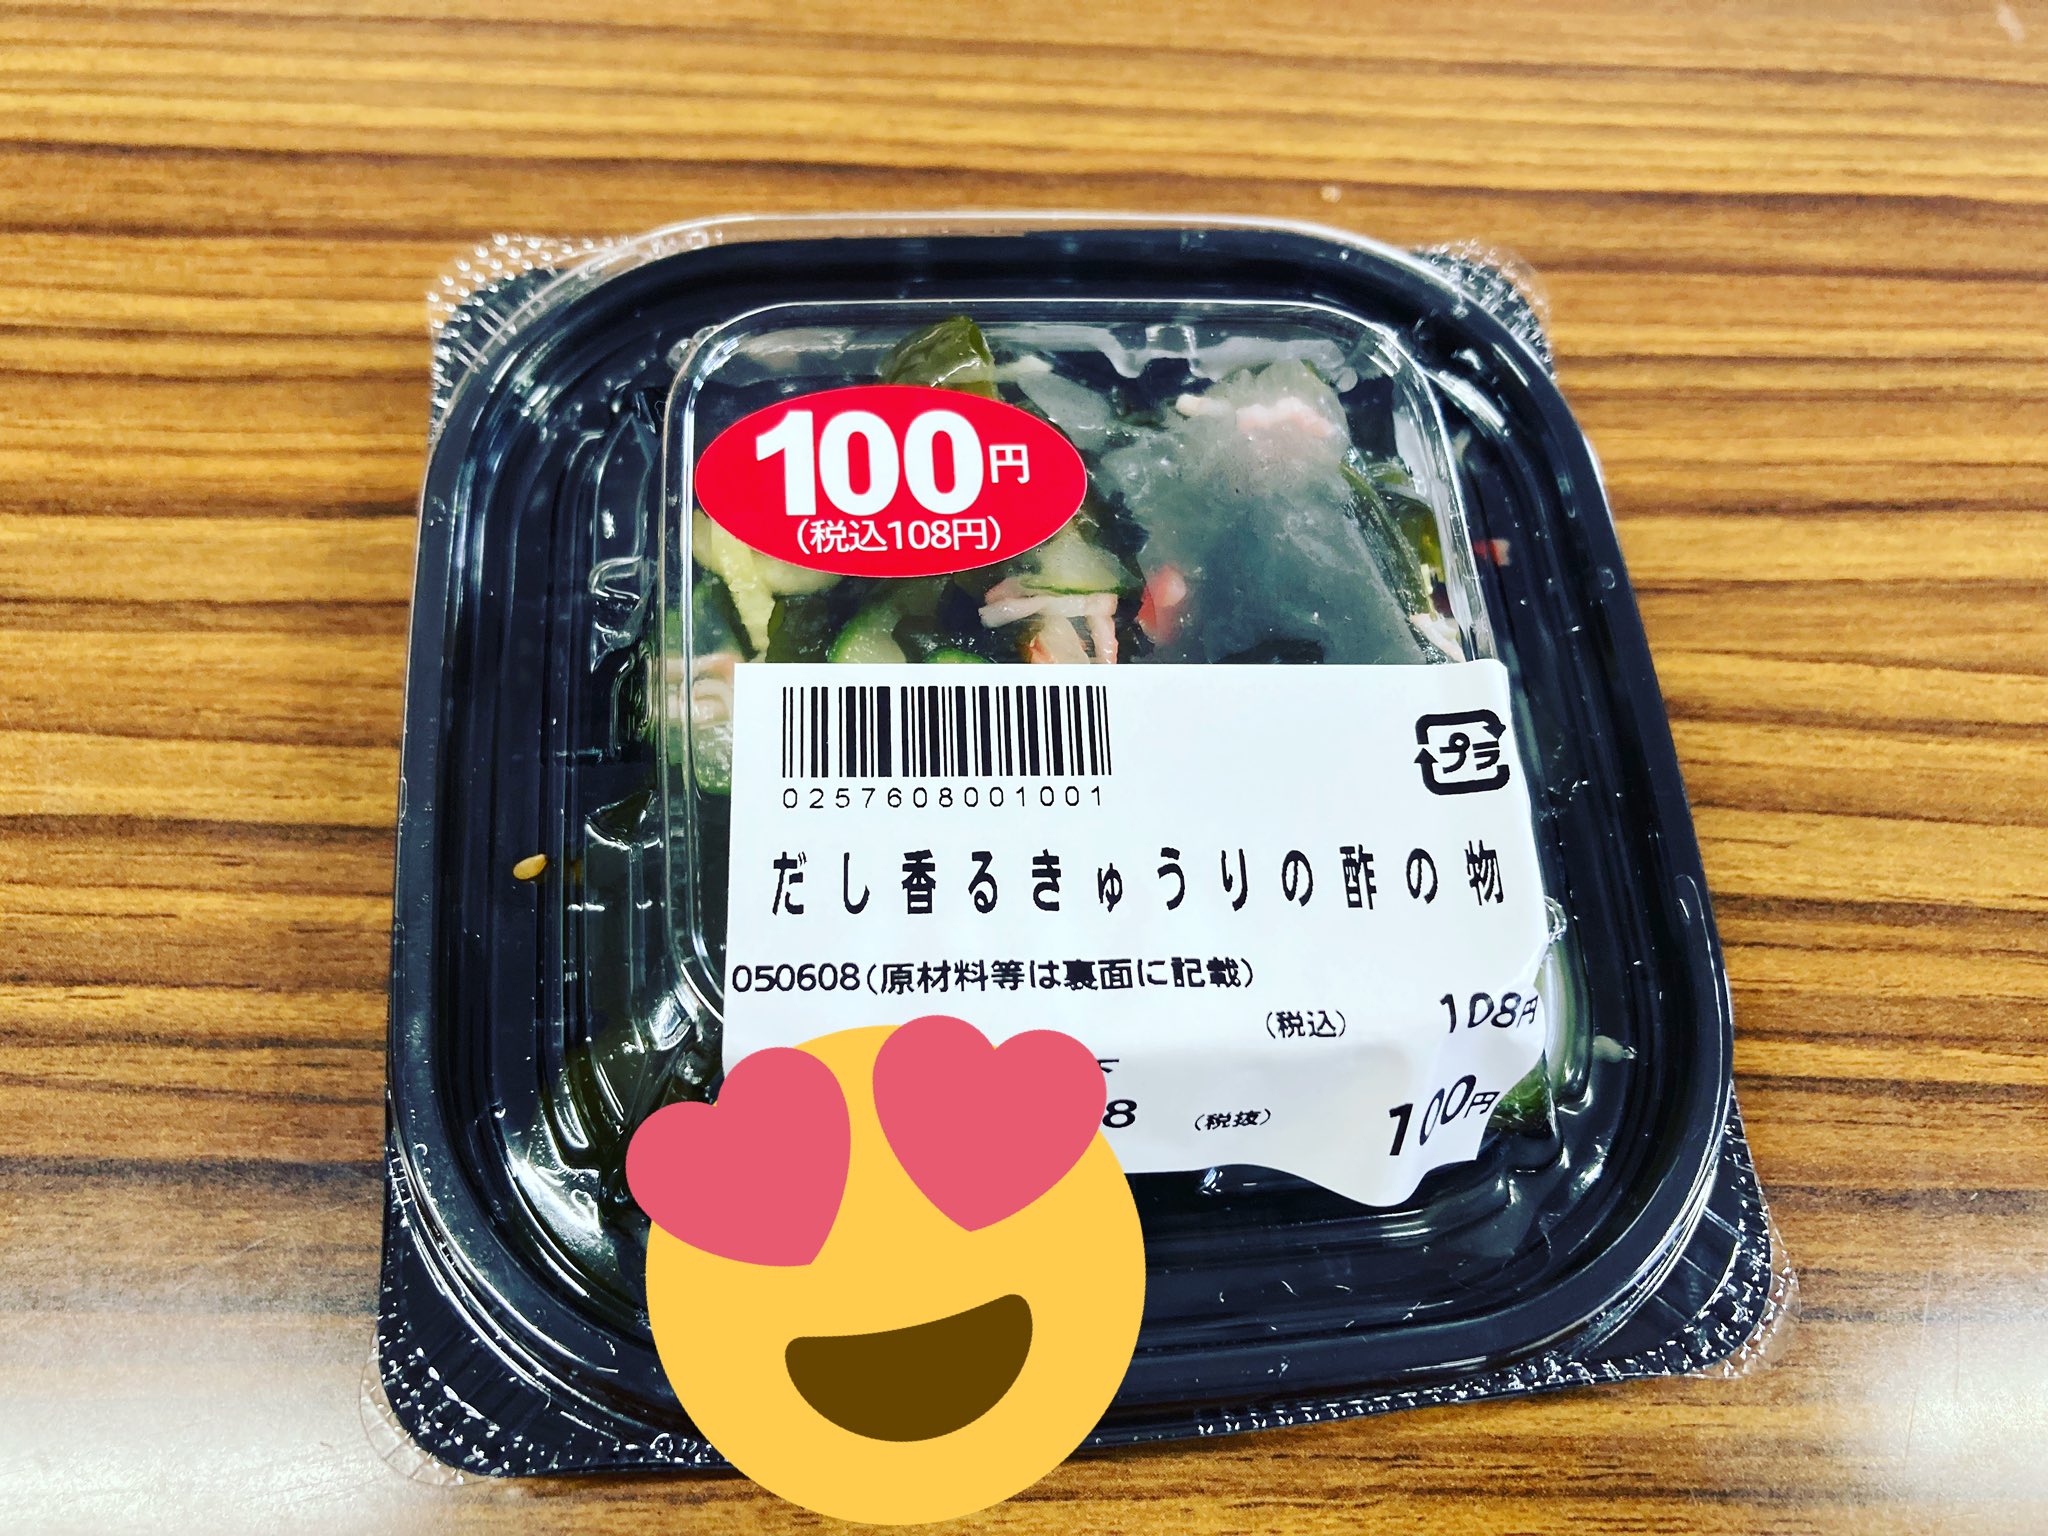 100円
(税込108円)
0257608001001
プラ
だし香るきゅうりの酢の物
050608(原材料等は裏面に記載)
(税込) 108円
8 (税抜) 100円